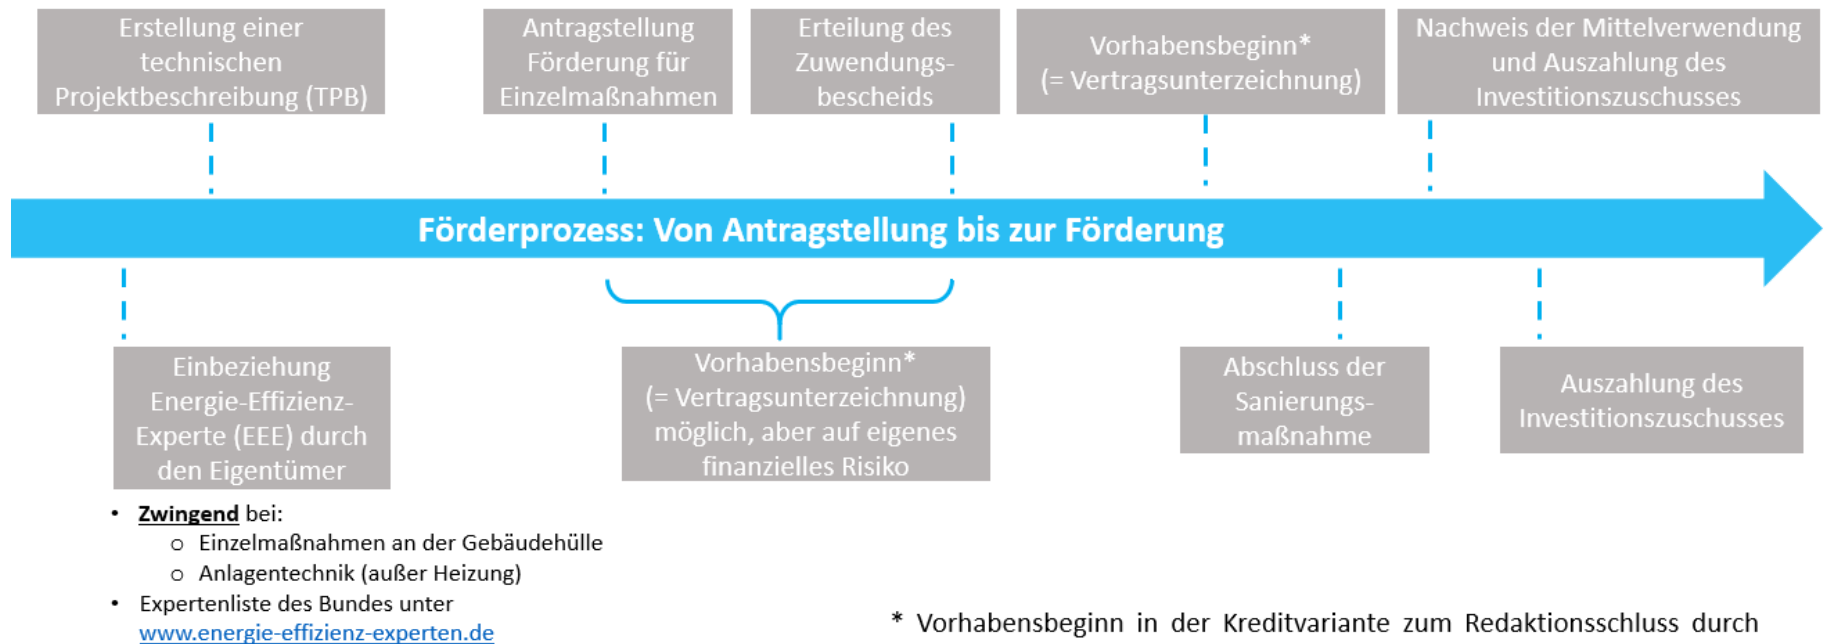 Erstellung einer
technischen
Projektbeschreibung (TPB)
Antragstellung
Förderung für
Einzelmaßnahmen
Erteilung des
Zuwendungs-
bescheids
Vorhabensbeginn*
(= Vertragsunterzeichnung)
Nachweis der Mittelverwendung
und Auszahlung des
Investitionszuschusses
Förderprozess: Von Antragstellung bis zur Förderung
Einbeziehung
Energie-Effizienz-
Experte (EEE) durch
den Eigentümer
Vorhabensbeginn*
(= Vertragsunterzeichnung)
möglich, aber auf eigenes
finanzielles Risiko
Abschluss der
Sanierungs-
maßnahme
Auszahlung des
Investitionszuschusses
• Zwingend bei:
o Einzelmaßnahmen an der Gebäudehülle
o Anlagentechnik (außer Heizung)
• Expertenliste des Bundes unter
www.energie-effizienz-experten.de
* Vorhabensbeginn in der Kreditvariante zum Redaktionsschluss durch